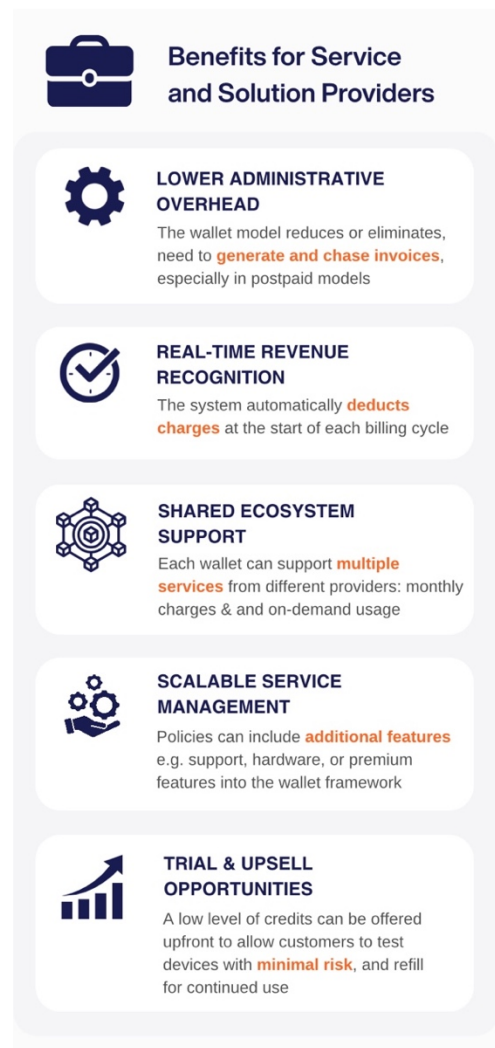 Benefits for Service
and Solution Providers
LOWER ADMINISTRATIVE
OVERHEAD
The wallet model reduces or eliminates,
need to generate and chase invoices,
especially in postpaid models
REAL-TIME REVENUE
RECOGNITION
The system automatically deducts
charges at the start of each billing cycle
SHARED ECOSYSTEM
SUPPORT
Each wallet can support multiple
services from different providers: monthly
charges & and on-demand usage
SCALABLE SERVICE
MANAGEMENT
Policies can include additional features
e.g. support, hardware, or premium
features into the wallet framework
TRIAL & UPSELL
OPPORTUNITIES
A low level of credits can be offered
upfront to allow customers to test
devices with minimal risk, and refill
for continued use